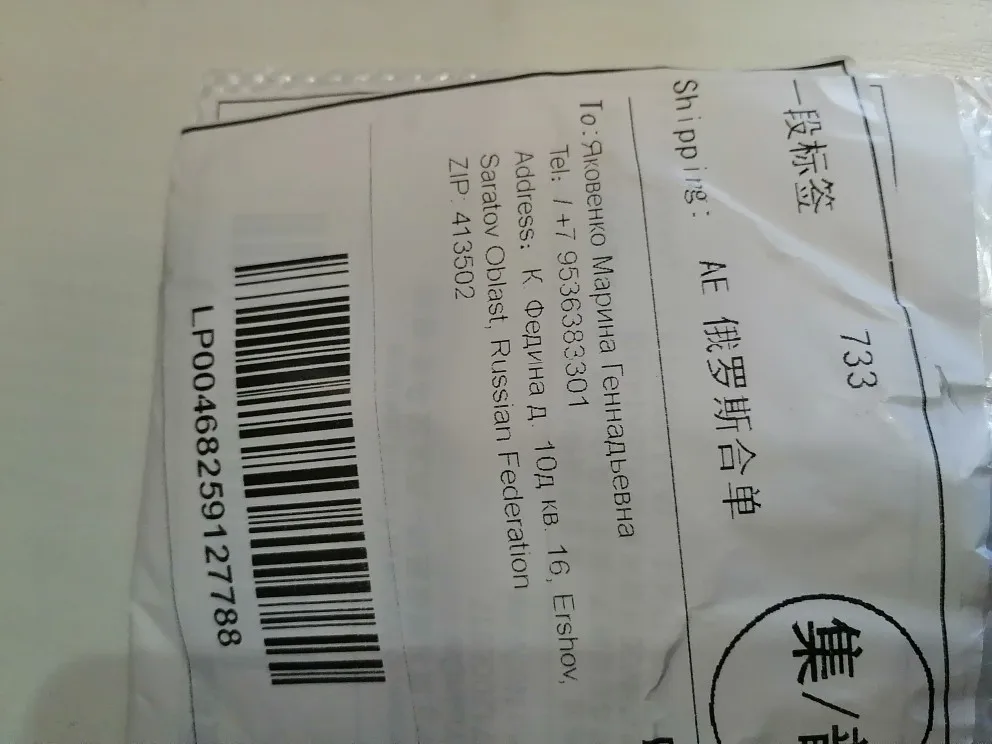 一段标签 733
Shipping: AE 俄罗斯合单
集/
To:Яковенко Марина Геннадьевна
Tel: / +7 9536383301
Address: К. Федина д. 10д кв. 16, Ershov,
Saratov Oblast, Russian Federation
ZIP: 413502
LP00468259127788